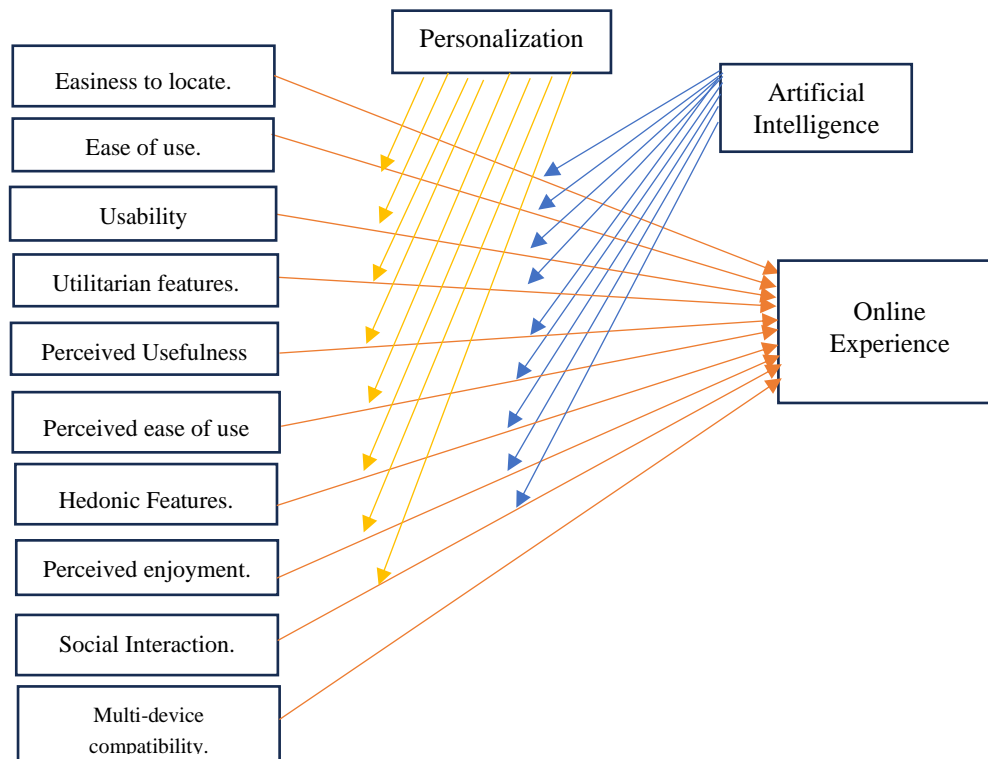 Personalization
Easiness to locate.
Artificial
Intelligence
Ease of use.
Usability
Utilitarian features.
Online
Experience
Perceived Usefulness
Perceived ease of use
Hedonic Features.
Perceived enjoyment.
Social Interaction.
Multi-device
compatibility.